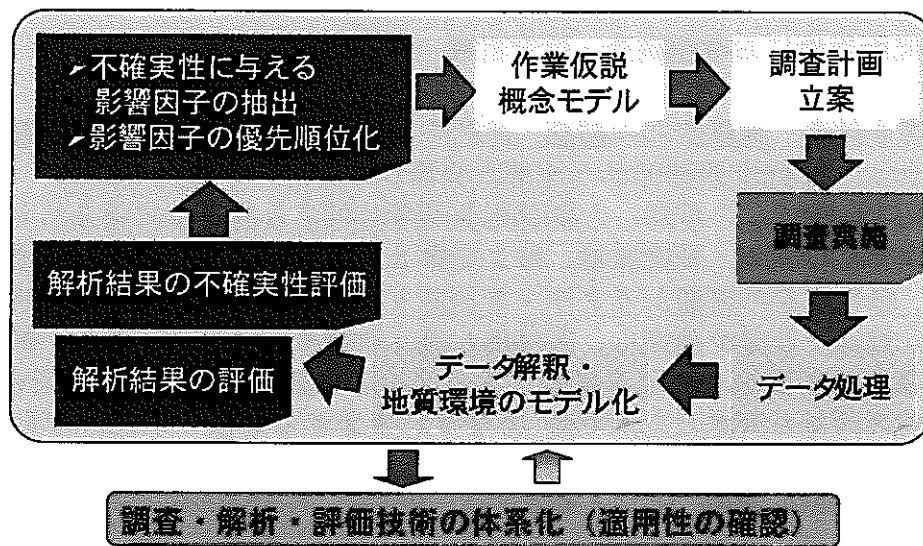 ➢不確実性に与える
影響因子の抽出
➢影響因子の優先順位化
作業仮説
概念モデル
調査計画
立案
調査実施
データ処理
データ解釈・
地質環境のモデル化
解析結果の評価
解析結果の不確実性評価
調査・解析・評価技術の体系化（適用性の確認）